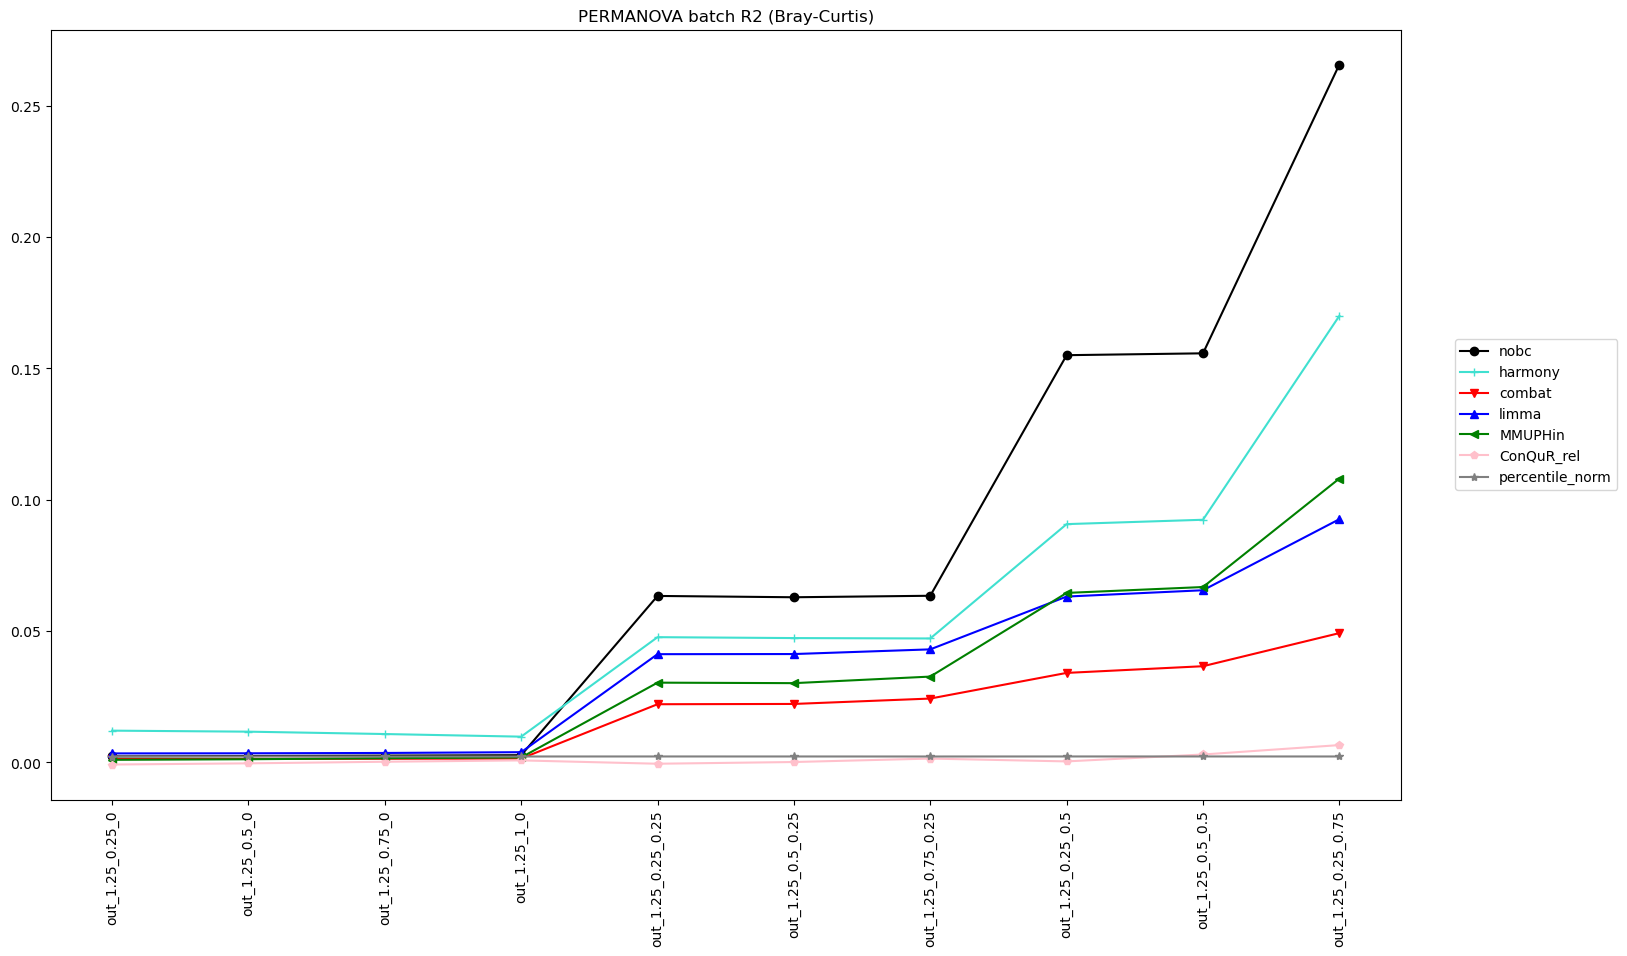 PERMANOVA batch R2 (Bray-Curtis)
0.25
0.20
0.15
0.10
0.05
0.00
out_1.25_0.25_0
out_1.25_0.5_0
out_1.25_0.75_0
out_1.25_1_0
out_1.25_0.25_0.25
out_1.25_0.5_0.25
out_1.25_0.75_0.25
out_1.25_0.25_0.5
out_1.25_0.5_0.5
out_1.25_0.25_0.75
nobc
harmony
combat
limma
MMUPHin
ConQuR_rel
percentile_norm